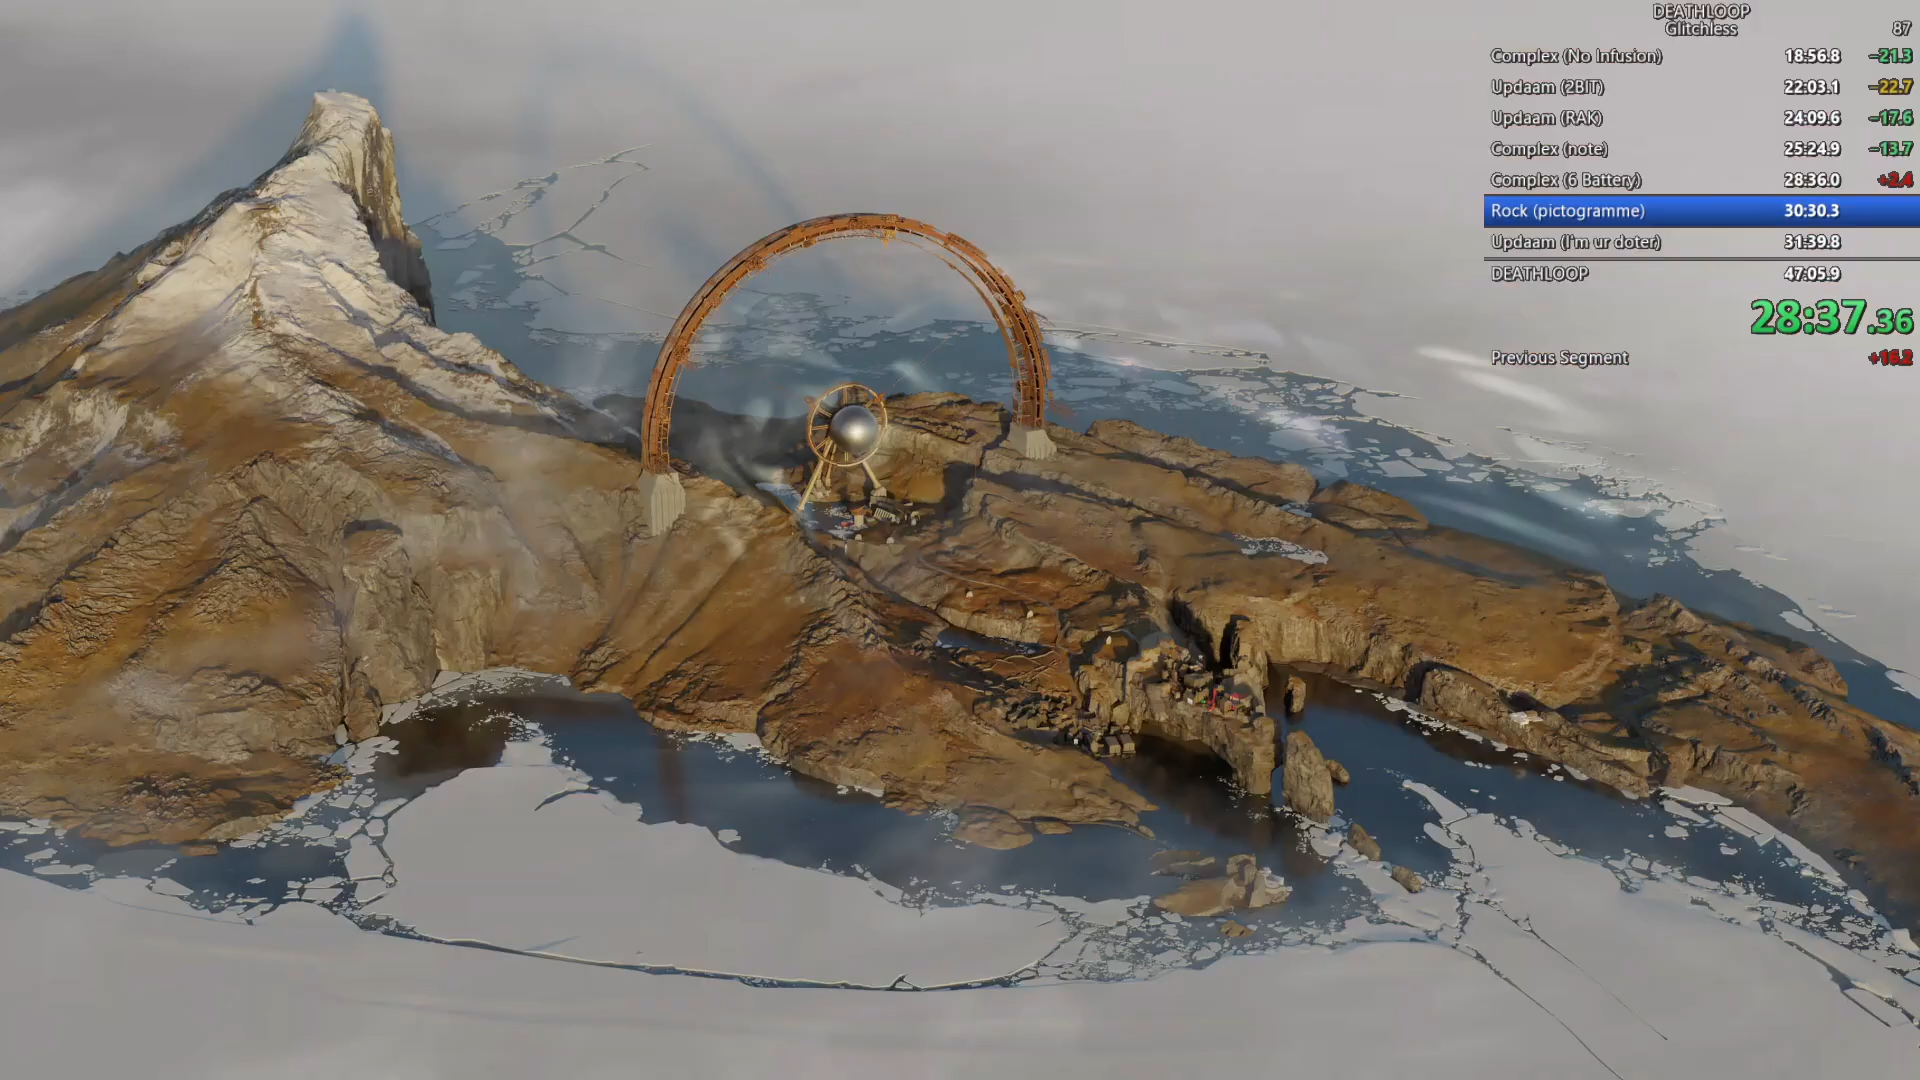 DEATHLOOP
Glitchless 87
Complex (No Infusion) 18:56.8 −21.3
Updaam (2BIT) 22:03.1 −22.7
Updaam (RAK) 24:09.6 −17.6
Complex (note) 25:24.9 −13.7
Complex (6 Battery) 28:36.0 +2.4
Rock (pictogramme) 30:30.3
Updaam (i'm ur doter) 31:39.8
DEATHLOOP 47:05.9
28:37.36
Previous Segment +16.2